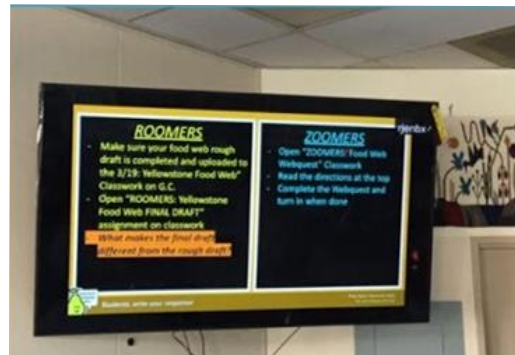 ROOMERS
- Make sure your food web rough
draft is completed and uploaded to
the 3/19: Yellowstone Food Web"
Classwork on G.C.
- Open "ROOMERS: Yellowstone
Food Web FINAL DRAFT"
assignment on classwork
- What makes the final draft
different from the rough draft?
ZOOMERS
- Open "ZOOMERS: Food Web
Webquest" Classwork
- Read the directions at the top
- Complete the Webquest and
turn in when done
rjenbx
Students, write your response!